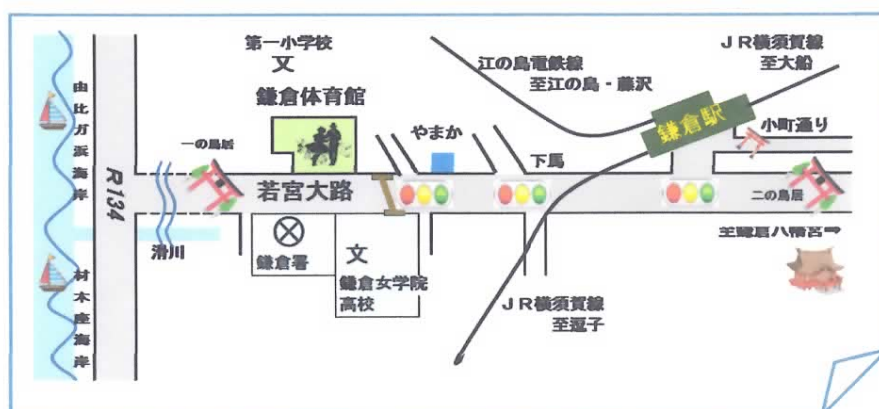 第一小学校
文
鎌倉体育館
江の島電鉄線
至江の島・藤沢
JR横須賀線
至大船
鎌倉駅
小町通り
やまか
下馬
一の鳥居
若宮大路
二の鳥居
至鎌倉八幡宮⇒
由比ガ浜海岸
R134
滑川
鎌倉署
文
鎌倉女学院
高校
JR横須賀線
至逗子
材木座海岸